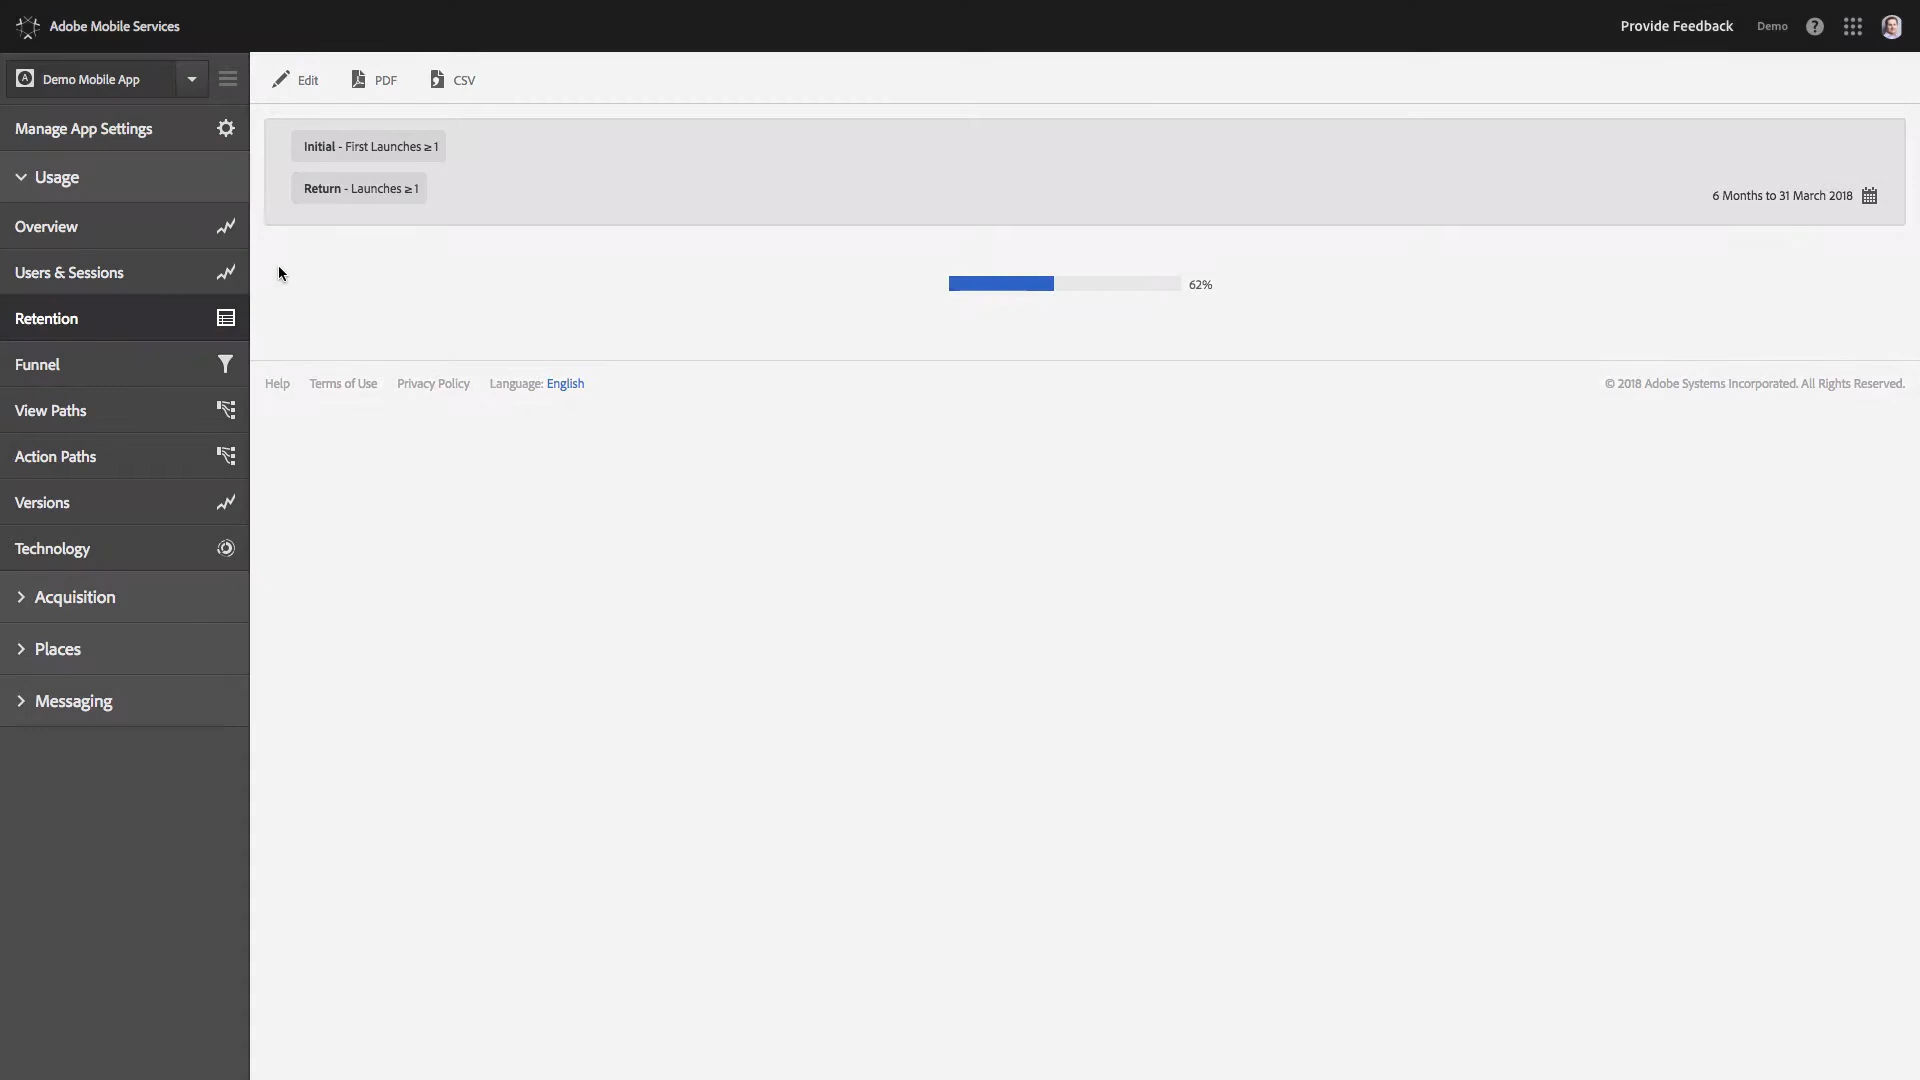 Adobe Mobile Services
Provide Feedback
Demo
Demo Mobile App
Edit
PDF
CSV
Manage App Settings
Usage
Overview
Users & Sessions
Retention
Funnel
View Paths
Action Paths
Versions
Technology
Acquisition
Places
Messaging
Initial - First Launches ≥ 1
Return - Launches ≥ 1
6 Months to 31 March 2018
62%
Help Terms of Use Privacy Policy Language: English
© 2018 Adobe Systems Incorporated. All Rights Reserved.